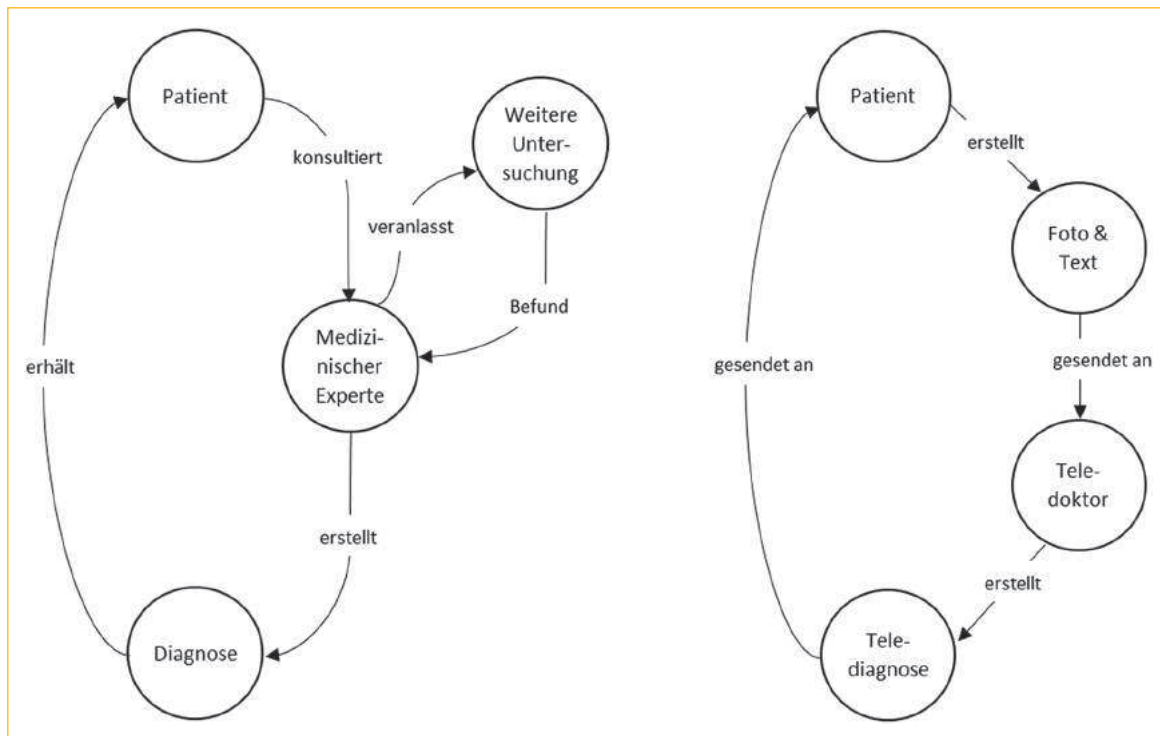 Patient
konsultiert
Weitere
Unter-
suchung
veranlasst
Befund
Medizi-
nischer
Experte
erhält
erstellt
Diagnose
Patient
erstellt
Foto &
Text
gesendet an
gesendet an
Tele-
doktor
erstellt
Tele-
diagnose